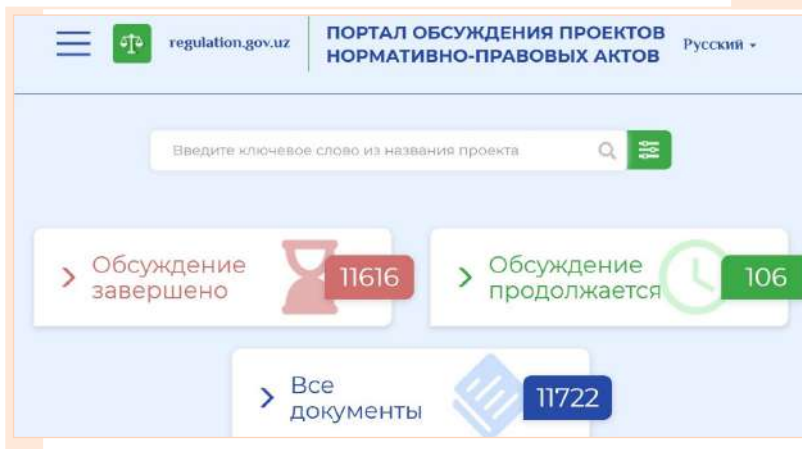 regulation.gov.uz
ПОРТАЛ ОБСУЖДЕНИЯ ПРОЕКТОВ
НОРМАТИВНО-ПРАВОВЫХ АКТОВ
Русский
Введите ключевое слово из названия проекта
Обсуждение
завершено
11616
Обсуждение
продолжается
106
Все
документы
11722